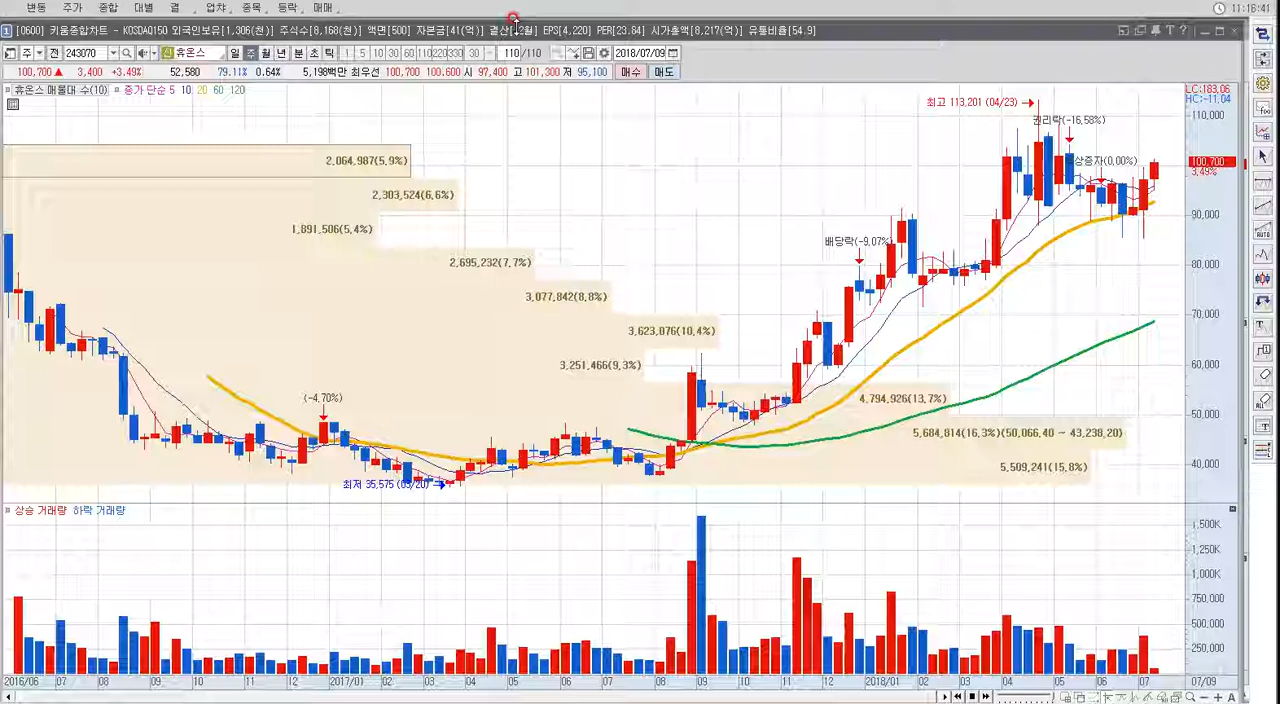 변동 주가 종합 대별 결 업챠 종목 등락 매매 11:16:41
[0600] 키움종합차트 - KOSDAQ150 외국인보유[1,306(천)] 주식수[8,168(천)] 액면[500] 자본금[41(억)] EPS[4,220] PER[23.84] 시가총액[8,217(억)] 유통비율[54.9]
주 전 243070 신 휴온스 일 주 월 년 분 초 틱 1 3 5 10 30 60 110 220 330 30 110 /110 2018/07/09
100,700 ▲ 3,400 +3.49% 52,580 79.11% 0.64% 5,198백만 최우선 100,700 100,600 시 97,400 고 101,300 저 95,100 매수 매도
휴온스 매물대 수(10) 종가 단순 5 10 20 60 120
LC:183.06
HC:-11.04
최고 113,201 (04/23)
110,000
권리락(-16.58%)
2,064,987(5.9%)
상증자(0.00%)
100,700
3.49%
2,303,524(6.6%)
90,000
1,891,506(5.4%)
배당락(-9.07%)
2,695,232(7.7%)
80,000
3,077,842(8.8%)
70,000
3,623,876(10.4%)
3,251,466(9.3%)
60,000
(-4.70%)
4,794,926(13.7%)
50,000
5,684,814(16.3%)(50,066.40 ~ 43,238.20)
5,509,241(15.8%)
40,000
최저 35,575 (03/20)
상승 거래량 하락 거래량
1,500K
1,250K
1,000K
750,000
500,000
250,000
2016/06 07 08 09 10 11 12 2017/01 02 03 04 05 06 07 08 09 10 11 12 2018/01 02 03 04 05 06 07 07/09